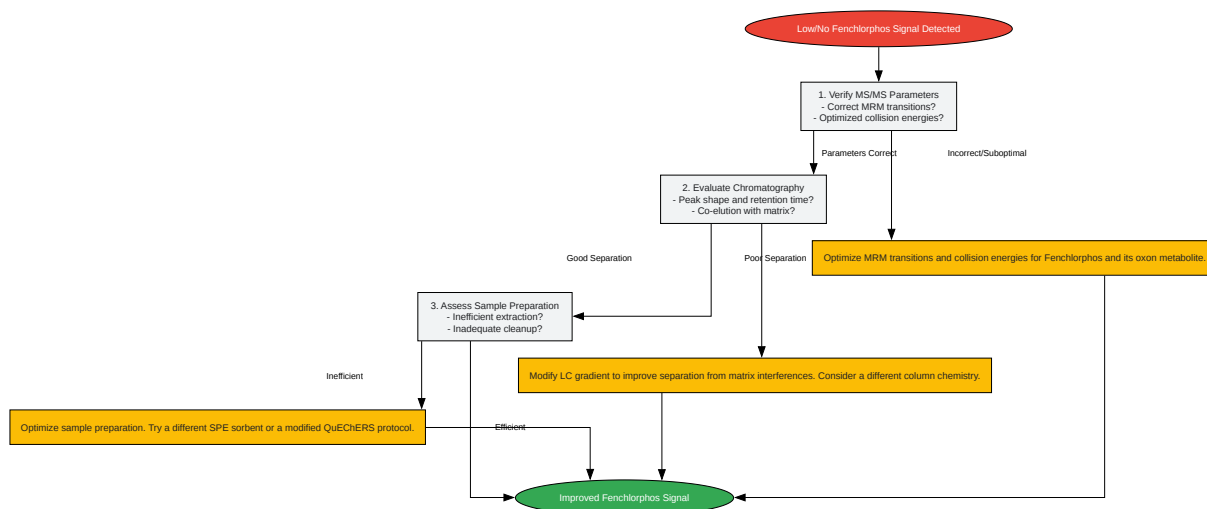 Low/No Fenchlorphos Signal Detected
1. Verify MS/MS Parameters
- Correct MRM transitions?
- Optimized collision energies?
Parameters Correct
Incorrect/Suboptimal
2. Evaluate Chromatography
- Peak shape and retention time?
- Co-elution with matrix?
Good Separation
Poor Separation
Optimize MRM transitions and collision energies for Fenchlorphos and its oxon metabolite.
3. Assess Sample Preparation
- Inefficient extraction?
- Inadequate cleanup?
Inefficient
Modify LC gradient to improve separation from matrix interferences. Consider a different column chemistry.
Optimize sample preparation. Try a different SPE sorbent or a modified QuEChERS protocol.
Efficient
Improved Fenchlorphos Signal